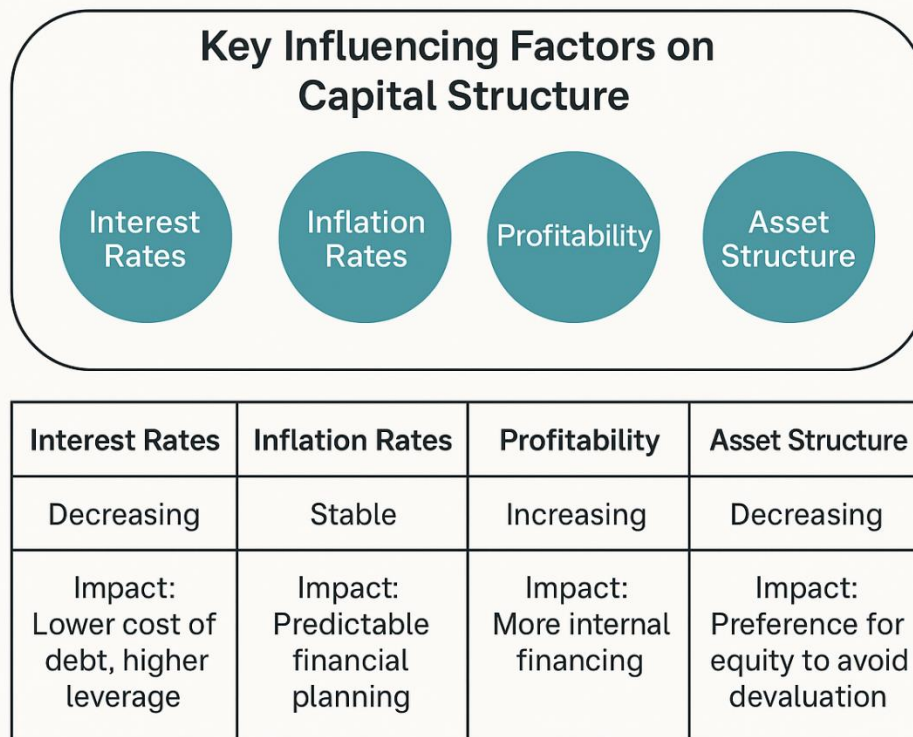 Key Influencing Factors on
Capital Structure
Interest
Rates
Inflation
Rates
Profitability
Asset
Structure
Interest Rates
Inflation Rates
Profitability
Asset Structure
Decreasing
Stable
Increasing
Decreasing
Impact:
Lower cost of
debt, higher
leverage
Impact:
Predictable
financial
planning
Impact:
More internal
financing
Impact:
Preference for
equity to avoid
devaluation